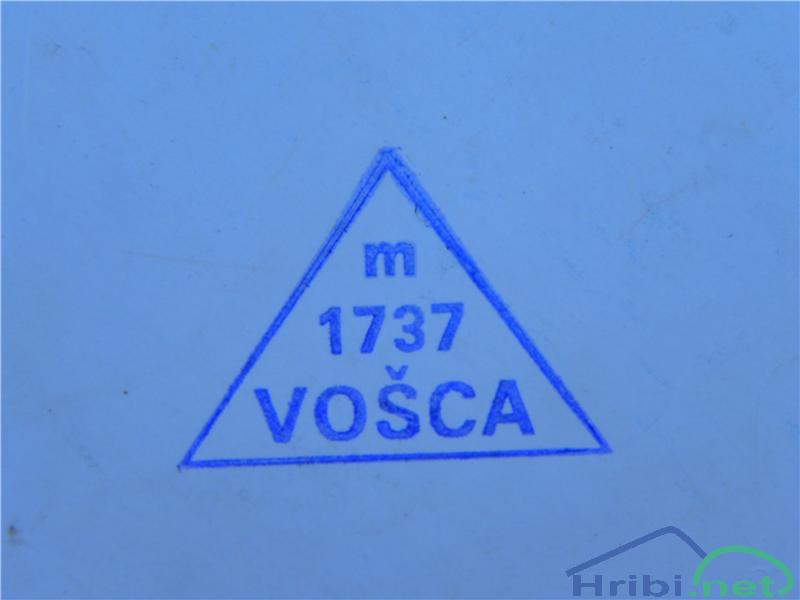 m
1737
VOŠCA
Hribi.net